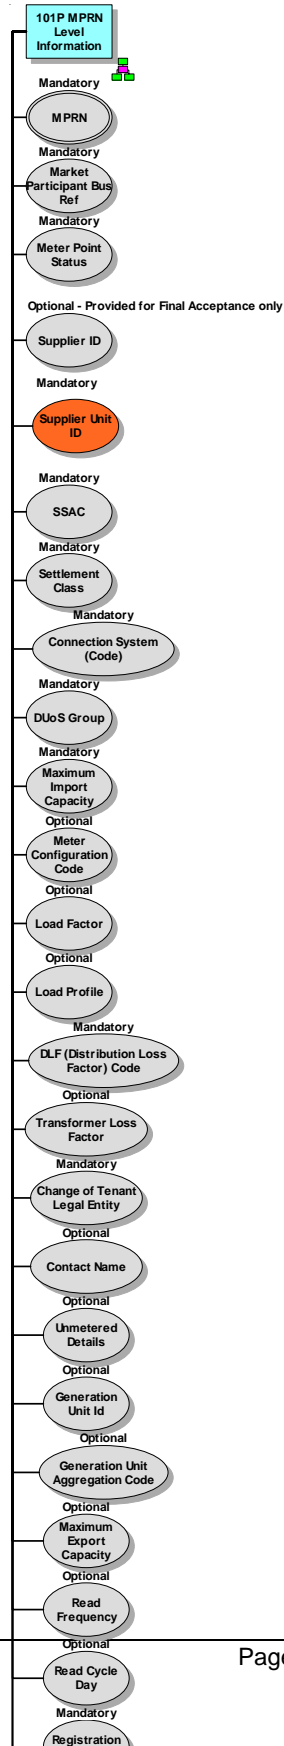 101P MPRN
Level
Information
Mandatory
MPRN
Mandatory
Market
Participant Bus
Ref
Mandatory
Meter Point
Status
Optional - Provided for Final Acceptance only
Supplier ID
Mandatory
Supplier Unit
ID
Mandatory
SSAC
Mandatory
Settlement
Class
Mandatory
Connection System
(Code)
Mandatory
DUoS Group
Mandatory
Maximum
Import
Capacity
Optional
Meter
Configuration
Code
Optional
Load Factor
Optional
Load Profile
Mandatory
DLF (Distribution Loss
Factor) Code
Optional
Transformer Loss
Factor
Mandatory
Change of Tenant
Legal Entity
Optional
Contact Name
Optional
Unmetered
Details
Optional
Generation
Unit Id
Optional
Generation Unit
Aggregation Code
Optional
Maximum
Export
Capacity
Optional
Read
Frequency
Optional
Page
Read Cycle
Day
Mandatory
Registration